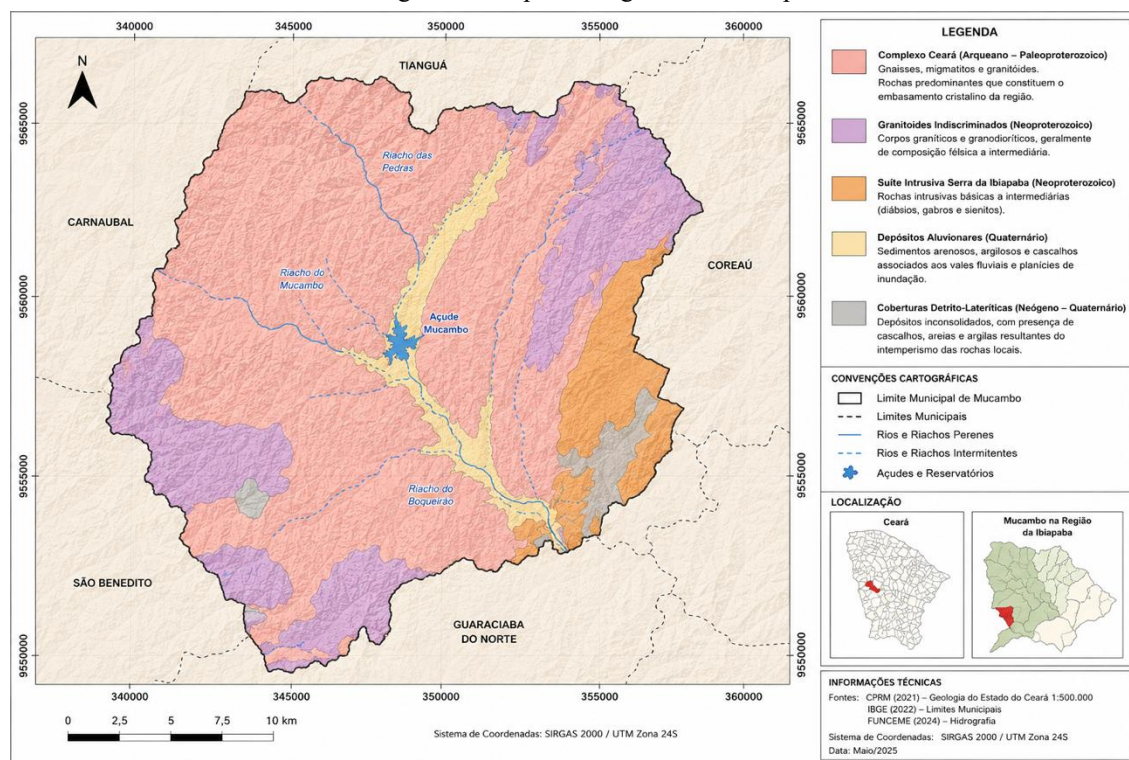 340000
345000
350000
355000
360000
N
TIANGUÁ
9565000
9565000
Riacho das
Pedras
CARNAUBAL
COREAÚ
Riacho do
Mucambo
9560000
9560000
Açude
Mucambo
9555000
9555000
Riacho do
Boqueirão
SÃO BENEDITO
GUARACIABA
DO NORTE
9550000
9550000
340000
345000
350000
355000
360000
0 2,5 5 7,5 10 km
Sistema de Coordenadas: SIRGAS 2000 / UTM Zona 24S
LEGENDA
Complexo Ceará (Arqueano – Paleoproterozoico)
Gnaisses, migmatitos e granitóides.
Rochas predominantes que constituem o
embasamento cristalino da região.
Granitoides Indiscriminados (Neoproterozoico)
Corpos graníticos e granodioríticos, geralmente
de composição félsica a intermediária.
Suíte Intrusiva Serra da Ibiapaba (Neoproterozoico)
Rochas intrusivas básicas a intermediárias
(diábsios, gabros e sienitos).
Depósitos Aluvionares (Quaternário)
Sedimentos arenosos, argilosos e cascalhos
associados aos vales fluviais e planícies de
inundação.
Coberturas Detrito-Lateríticas (Neógeno – Quaternário)
Depósitos inconsolidados, com presença de
cascalhos, areias e argilas resultantes do
intemperismo das rochas locais.
CONVENÇÕES CARTOGRÁFICAS
Limite Municipal de Mucambo
Limites Municipais
Rios e Riachos Perenes
Rios e Riachos Intermitentes
Açudes e Reservatórios
LOCALIZAÇÃO
Ceará
Mucambo na Região
da Ibiapaba
INFORMAÇÕES TÉCNICAS
Fontes: CPRM (2021) – Geologia do Estado do Ceará 1:500.000
IBGE (2022) – Limites Municipais
FUNCEME (2024) – Hidrografia
Sistema de Coordenadas: SIRGAS 2000 / UTM Zona 24S
Data: Maio/2025